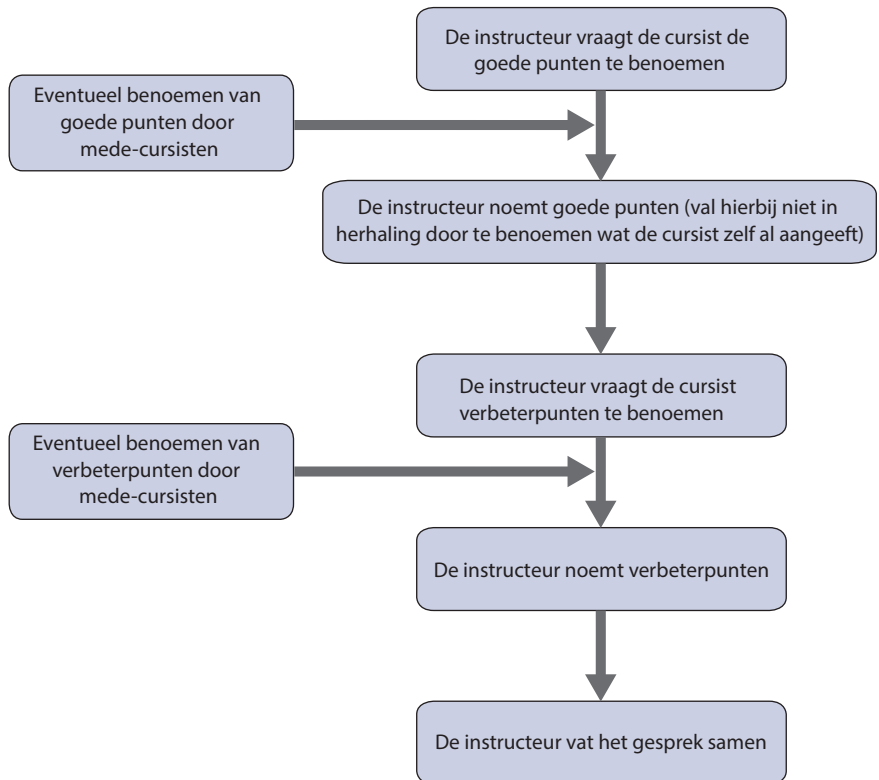 De instructeur vraagt de cursist de
goede punten te benoemen
Eventueel benoemen van
goede punten door
mede-cursisten
De instructeur noemt goede punten (val hierbij niet in
herhaling door te benoemen wat de cursist zelf al aangeeft)
De instructeur vraagt de cursist
verbeterpunten te benoemen
Eventueel benoemen van
verbeterpunten door
mede-cursisten
De instructeur noemt verbeterpunten
De instructeur vat het gesprek samen